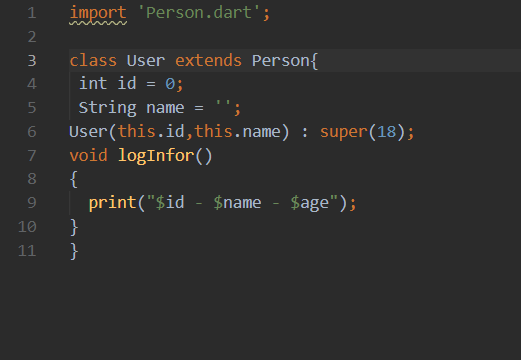 1 import 'Person.dart';
2
3 class User extends Person{
4 int id = 0;
5 String name = '';
6 User(this.id,this.name) : super(18);
7 void logInfor()
8 {
9 print("$id - $name - $age");
10 }
11 }